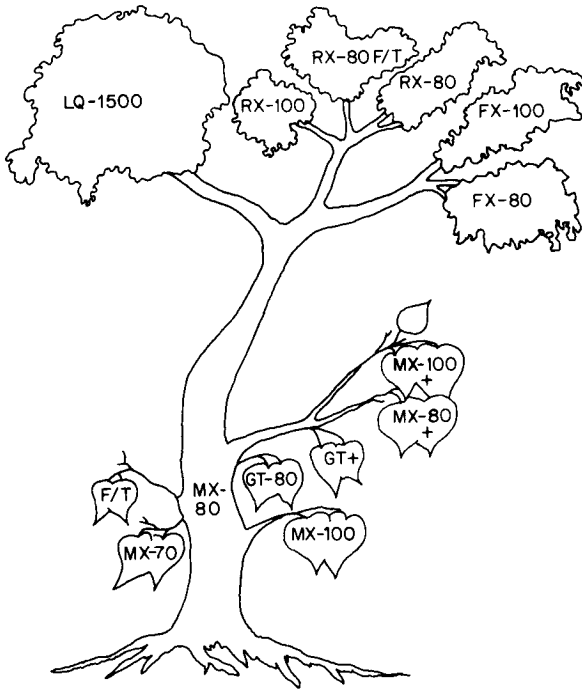 RX-80 F/T
LQ-1500
RX-100
RX-80
FX-100
FX-80
MX-100
+
MX-80
+
GT+
F/T
MX-
80
GT-80
MX-70
MX-100